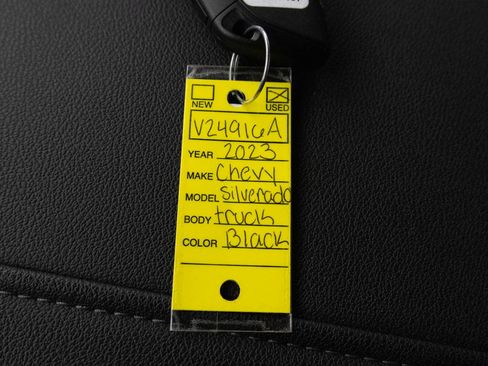 NEW USED
V24916A
YEAR 2023
MAKE Chevy
MODEL Silverado
BODY truck
COLOR Black